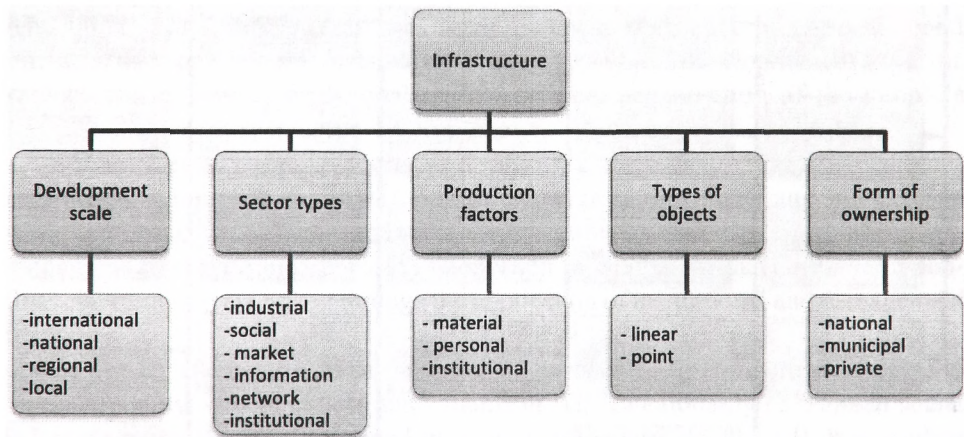 Infrastructure
Development
scale
Sector types
Production
factors
Types of
objects
Form of
ownership
-international
-national
-regional
-local
-industrial
-social
- market
- information
-network
-institutional
- material
- personal
-institutional
- linear
- point
-national
-municipal
-private